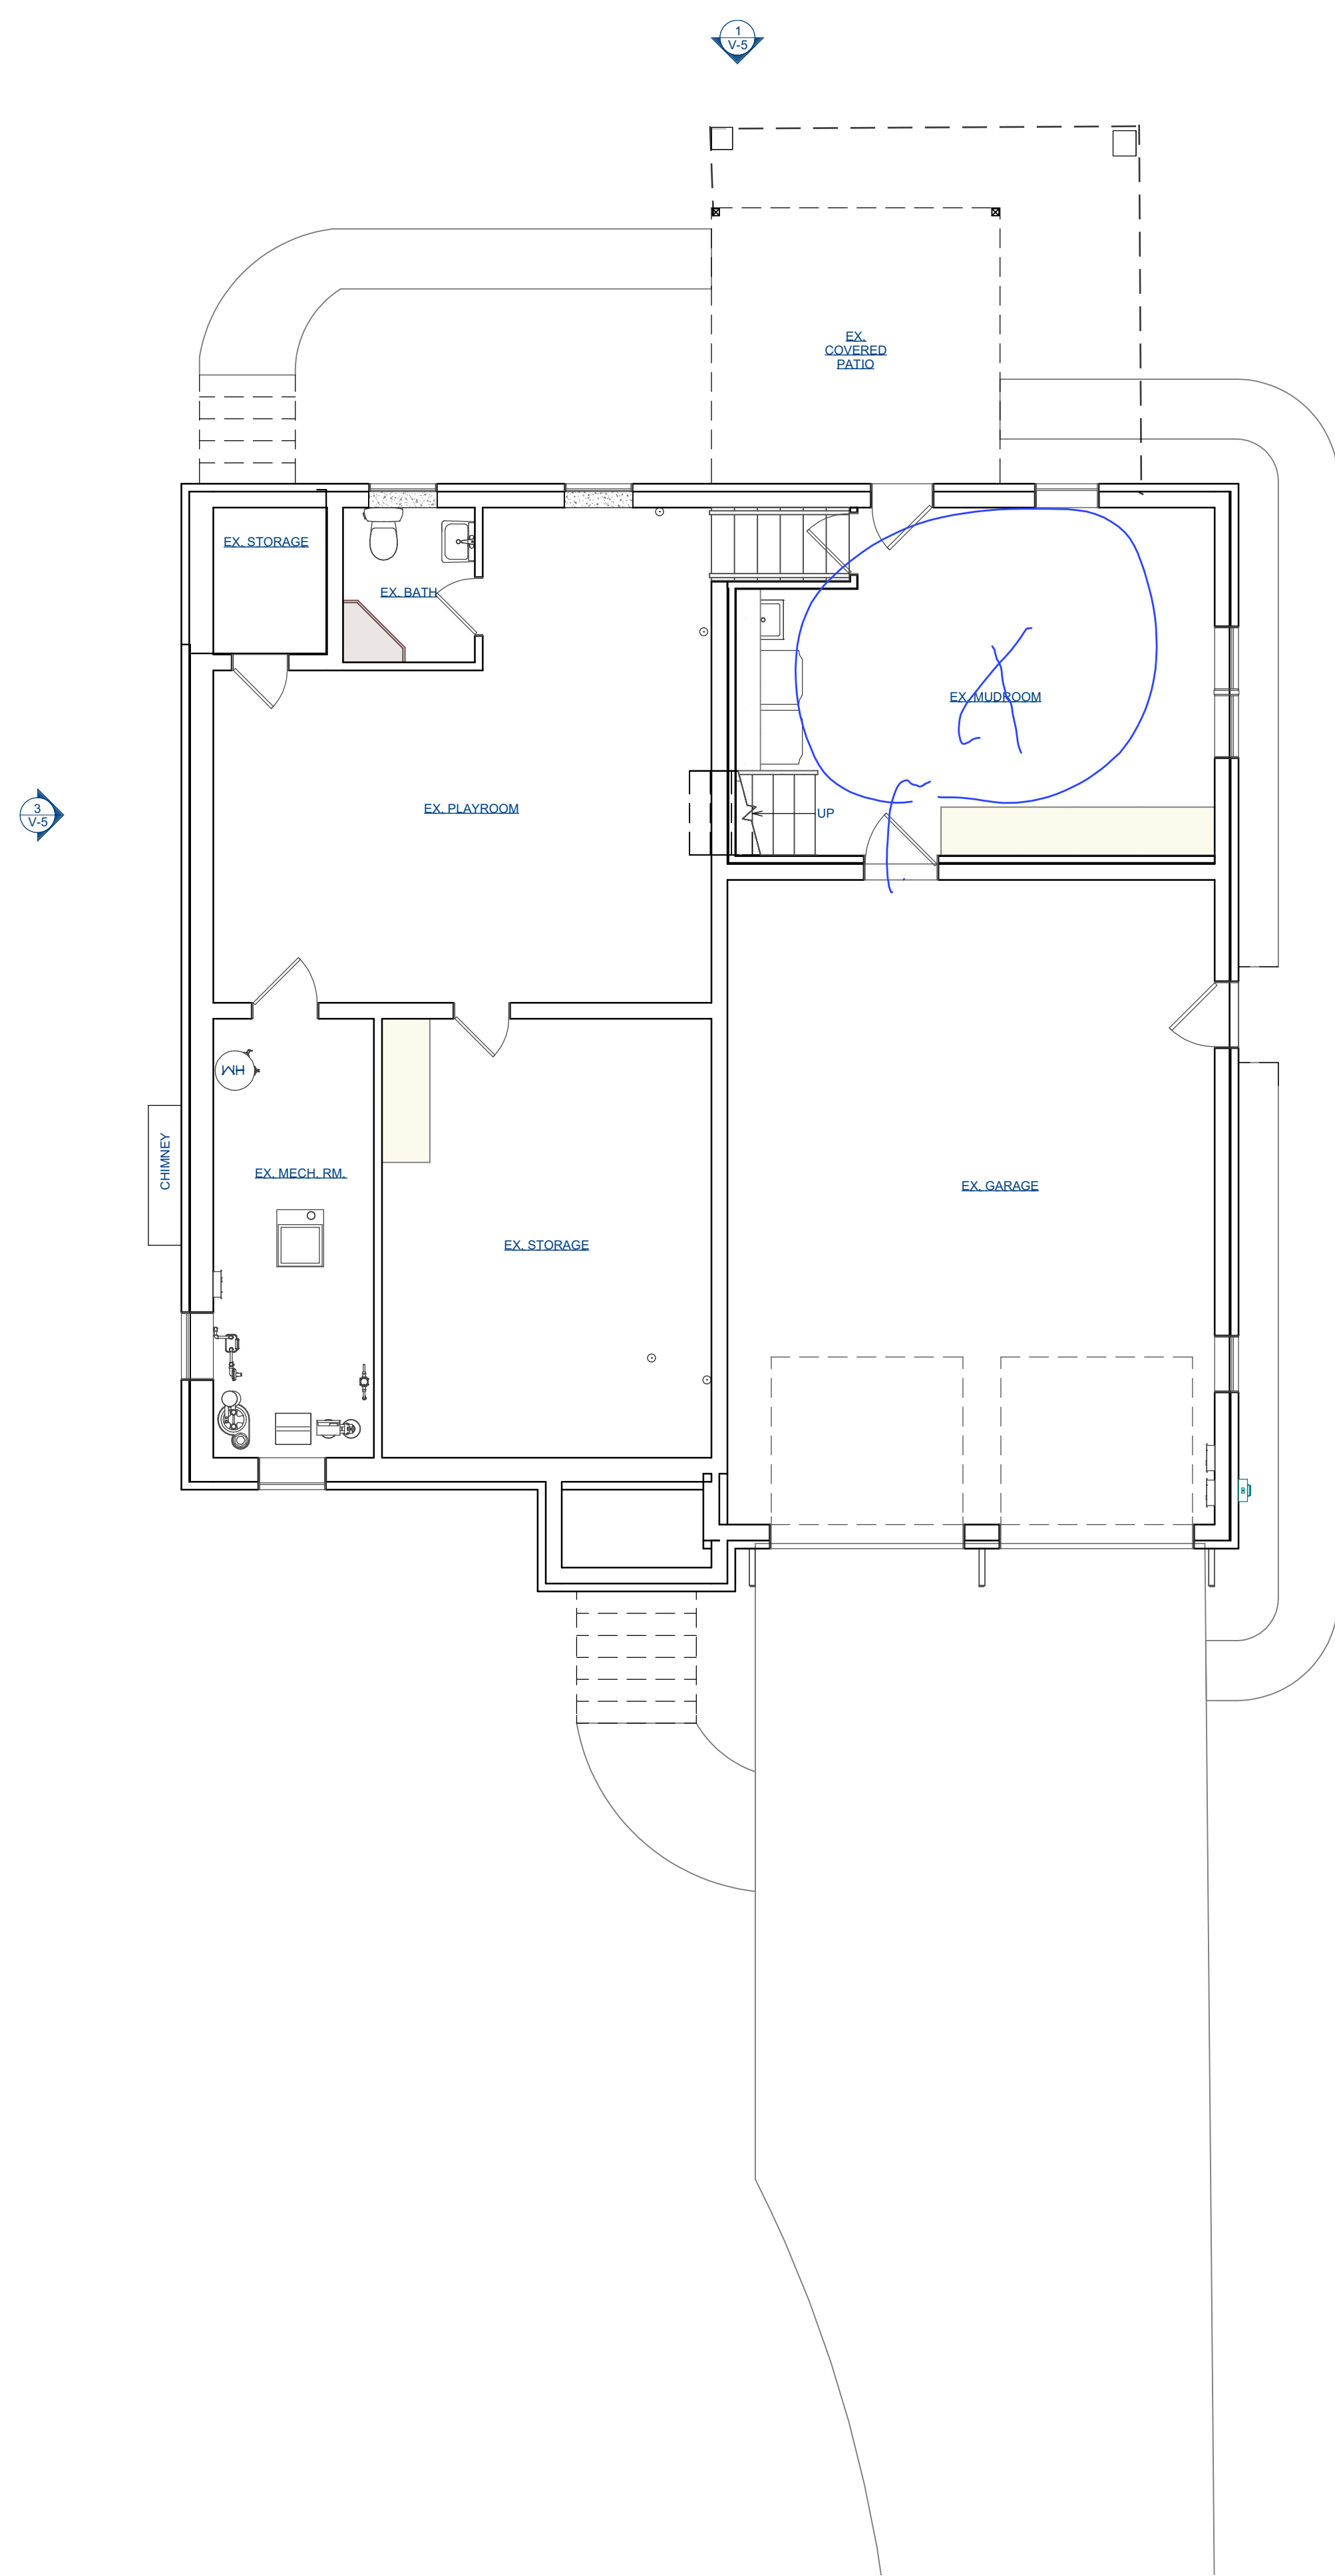 1
V-5
EX.
COVERED
PATIO
EX. STORAGE
EX. BATH
EX. MUDROOM
EX. PLAYROOM
UP
3
V-5
WH
CHIMNEY
EX. MECH. RM.
EX. GARAGE
EX. STORAGE